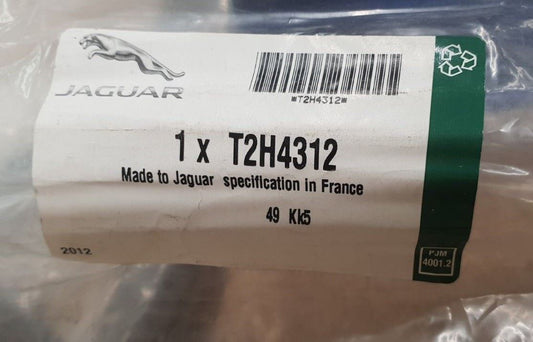 JAGUAR
*T2H4312*
1 x T2H4312
Made to Jaguar specification in France
49 Kk5
2012
PJM
4001.2